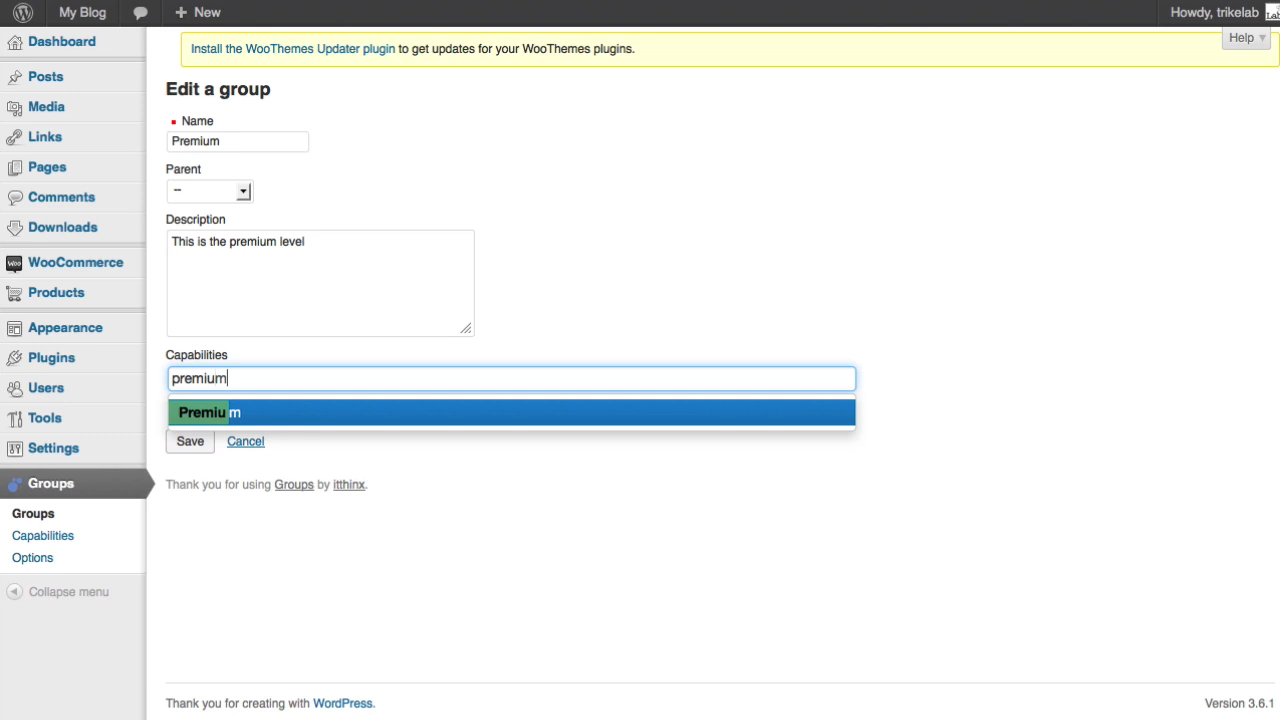 My Blog
New
Howdy, trikelab
Help
Dashboard
Posts
Media
Links
Pages
Comments
Downloads
WOO WooCommerce
Products
Appearance
Plugins
Users
Tools
Settings
Groups
Groups
Capabilities
Options
Collapse menu
Install the WooThemes Updater plugin to get updates for your WooThemes plugins.
Edit a group
Name
Premium
Parent
--
Description
This is the premium level
Capabilities
premium
Premium
Save Cancel
Thank you for using Groups by itthinx.
Thank you for creating with WordPress.
Version 3.6.1